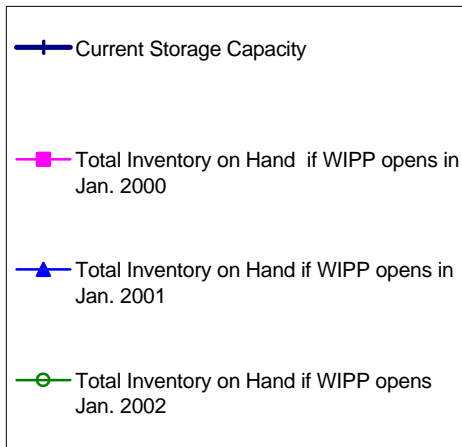 Current Storage Capacity
Total Inventory on Hand  if WIPP opens in
Jan. 2000
Total Inventory on Hand if WIPP opens in
Jan. 2001
Total Inventory on Hand if WIPP opens
Jan. 2002